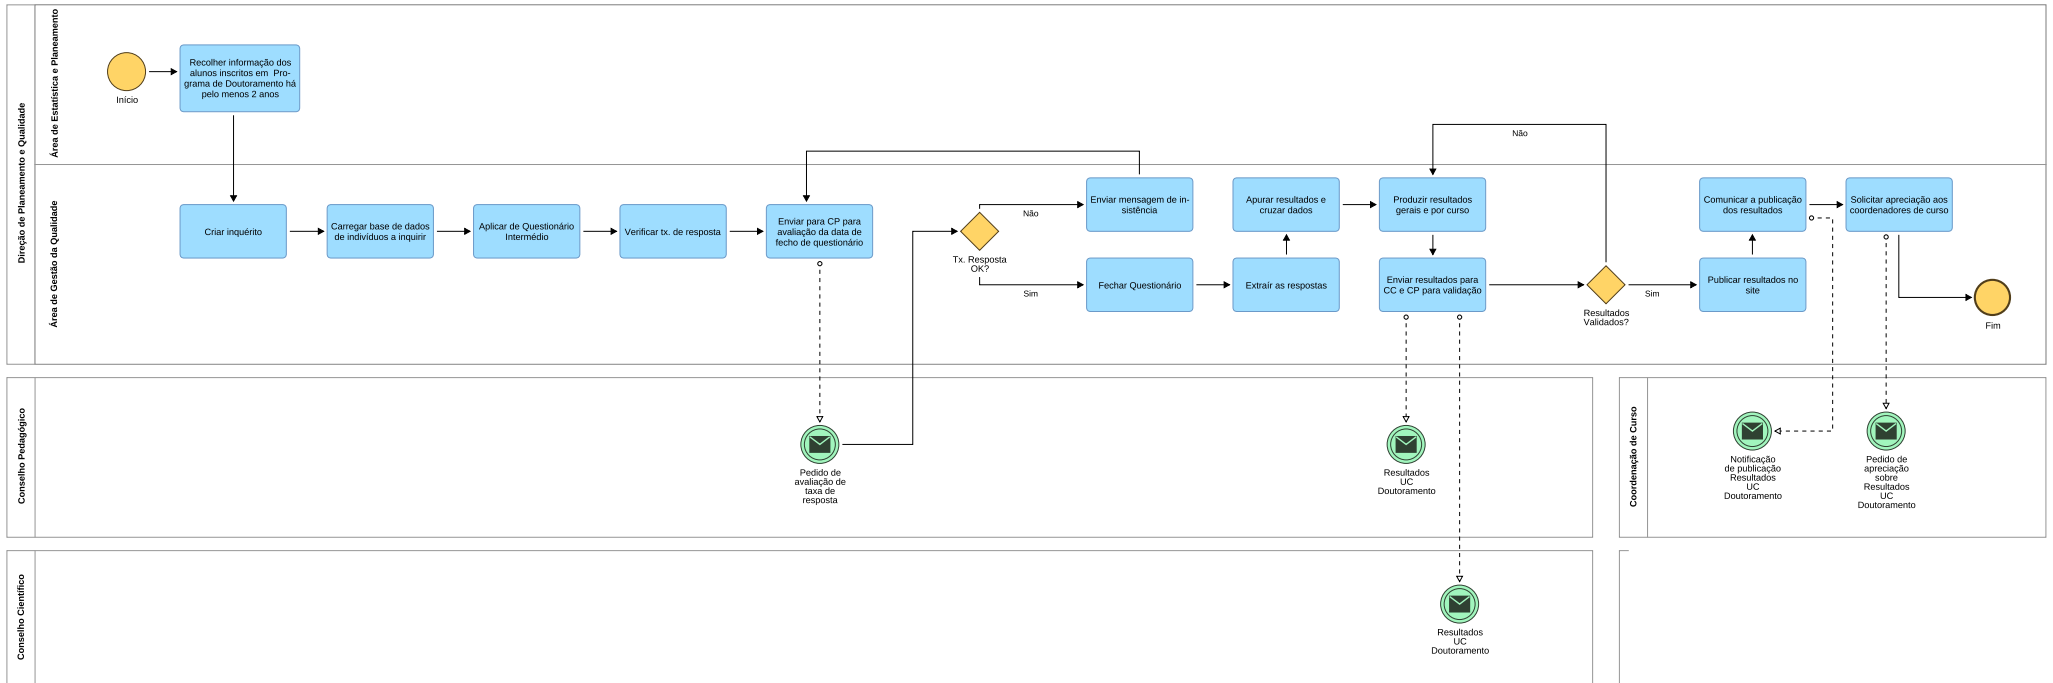 Direção de Planeamento e Qualidade
Área de Estatística e Planeamento
Início
Recolher informação dos
alunos inscritos em  Pro-
grama de Doutoramento há
pelo menos 2 anos
Não
Área de Gestão da Qualidade
Criar inquérito
Carregar base de dados
de indivíduos a inquirir
Aplicar de Questionário
Intermédio
Verificar tx. de resposta
Enviar para CP para
avaliação da data de
fecho de questionário
Tx. Resposta
OK?
Não
Sim
Enviar mensagem de in-
sistência
Fechar Questionário
Apurar resultados e
cruzar dados
Extraír as respostas
Produzir resultados
gerais e por curso
Enviar resultados para
CC e CP para validação
Resultados
Validados?
Sim
Comunicar a publicação
dos resultados
Publicar resultados no
site
Solicitar apreciação aos
coordenadores de curso
Fim
Conselho Pedagógico
Pedido de
avaliação de
taxa de
resposta
Resultados
UC
Doutoramento
Coordenação de Curso
Notificação
de publicação
Resultados
UC
Doutoramento
Pedido de
apreciação
sobre
Resultados
UC
Doutoramento
Conselho Científico
Resultados
UC
Doutoramento